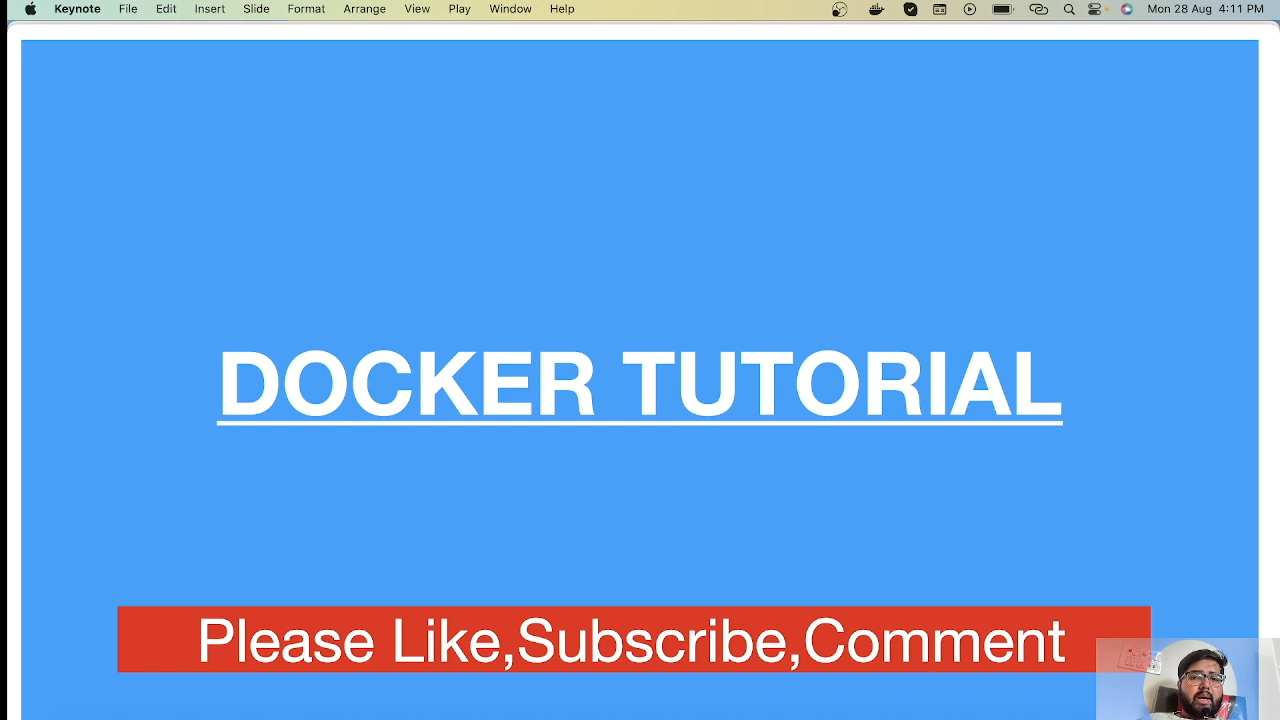 Keynote File Edit Insert Slide Format Arrange View Play Window Help Mon 28 Aug 4:11 PM
DOCKER TUTORIAL
Please Like,Subscribe,Comment